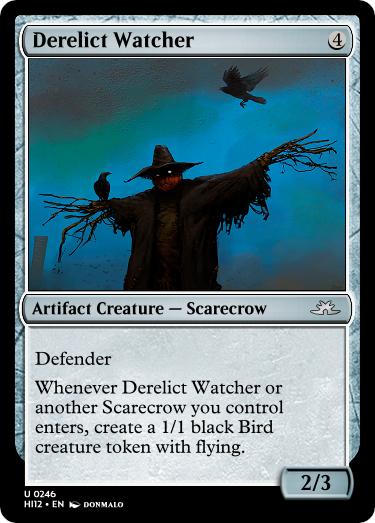 Derelict Watcher 4
Artifact Creature — Scarecrow
Defender
Whenever Derelict Watcher or
another Scarecrow you control
enters, create a 1/1 black Bird
creature token with flying.
2/3
U 0246
HI12 • EN DONMALO